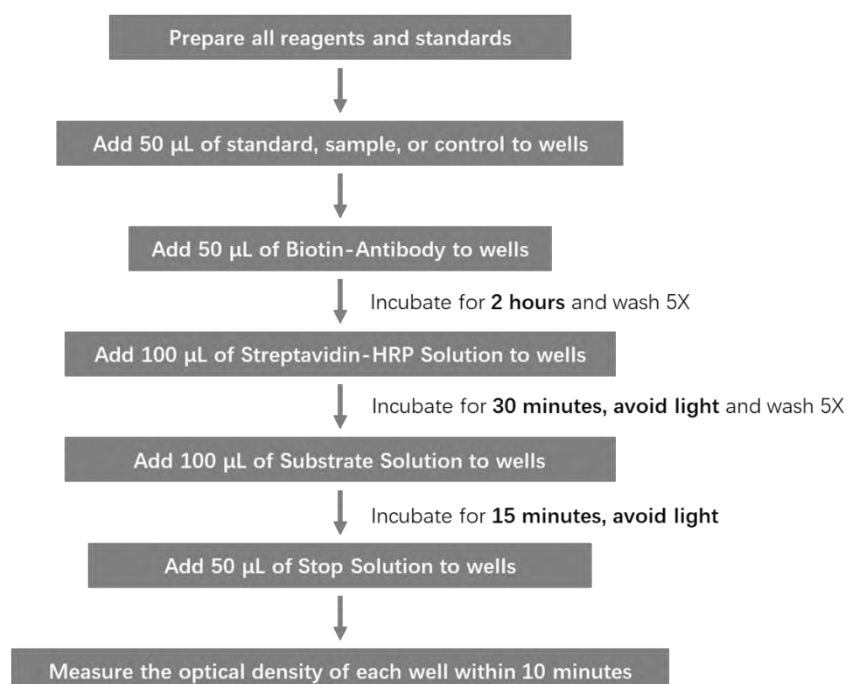 Prepare all reagents and standards
Add 50 μL of standard, sample, or control to wells
Add 50 μL of Biotin-Antibody to wells
Incubate for 2 hours and wash 5X
Add 100 μL of Streptavidin-HRP Solution to wells
Incubate for 30 minutes, avoid light and wash 5X
Add 100 μL of Substrate Solution to wells
Incubate for 15 minutes, avoid light
Add 50 μL of Stop Solution to wells
Measure the optical density of each well within 10 minutes